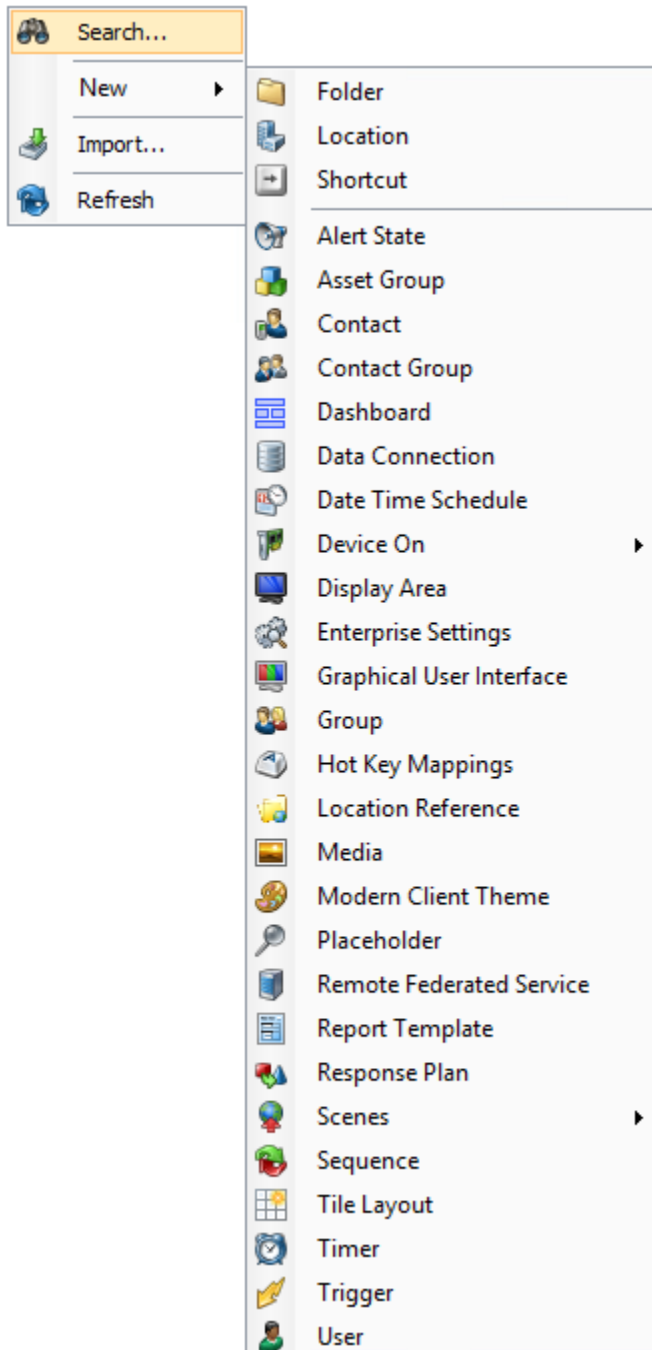 Search...
New
Import...
Refresh
Folder
Location
Shortcut
Alert State
Asset Group
Contact
Contact Group
Dashboard
Data Connection
Date Time Schedule
Device On
Display Area
Enterprise Settings
Graphical User Interface
Group
Hot Key Mappings
Location Reference
Media
Modern Client Theme
Placeholder
Remote Federated Service
Report Template
Response Plan
Scenes
Sequence
Tile Layout
Timer
Trigger
User